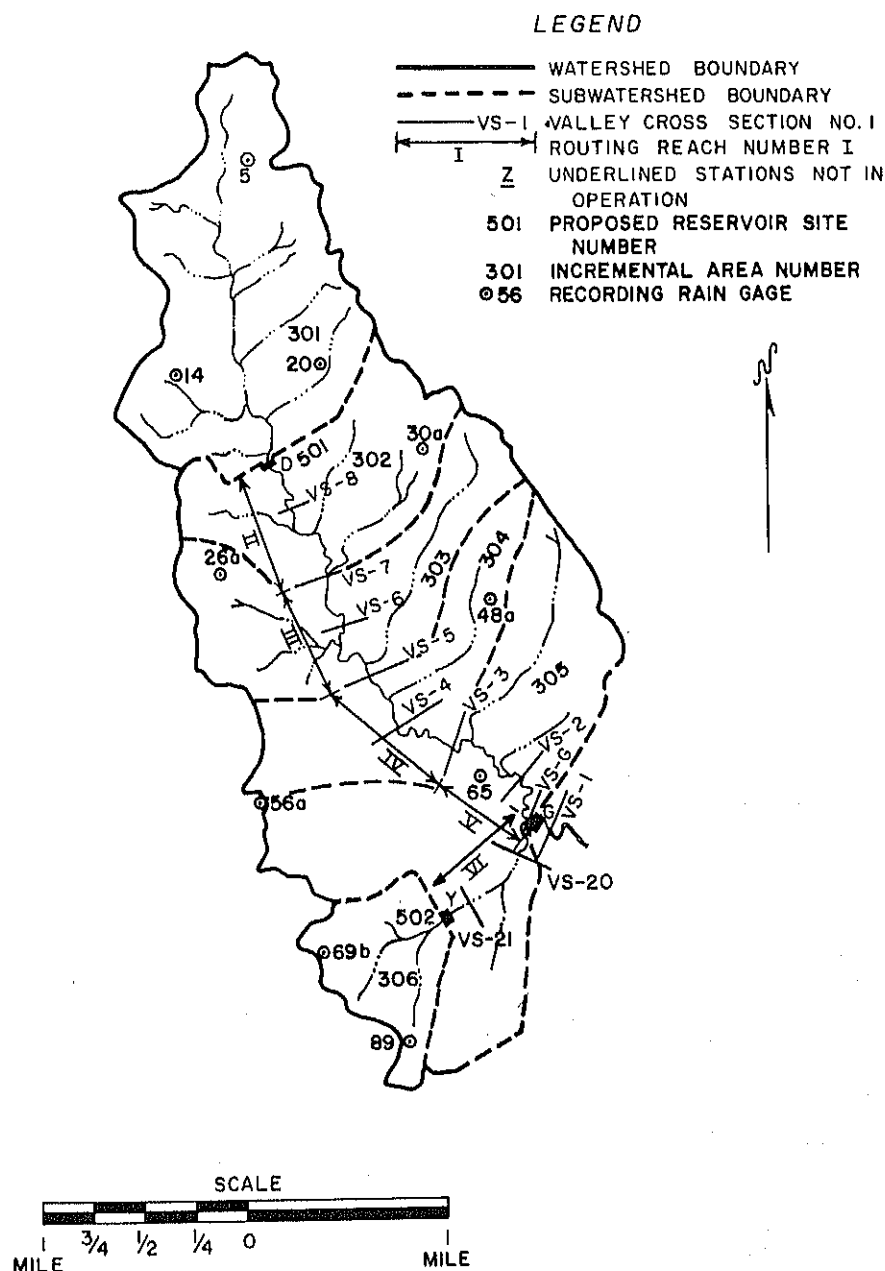 LEGEND
WATERSHED BOUNDARY
SUBWATERSHED BOUNDARY
VS-1 VALLEY CROSS SECTION NO. 1
I ROUTING REACH NUMBER I
Z UNDERLINED STATIONS NOT IN
OPERATION
501 PROPOSED RESERVOIR SITE
NUMBER
301 INCREMENTAL AREA NUMBER
56 RECORDING RAIN GAGE
N
5
301
20
14
30a
D 501
302
VS-8
II
26a
VS-7
303
304
VS-6
48a
III
VS-5
VS-3
305
VS-4
VS-2
IV
65
VS-G
VS-1
56a
V
G
VI
VS-20
Y
502
VS-21
69b
306
89
SCALE
1 3/4 1/2 1/4 0 1
MILE MILE